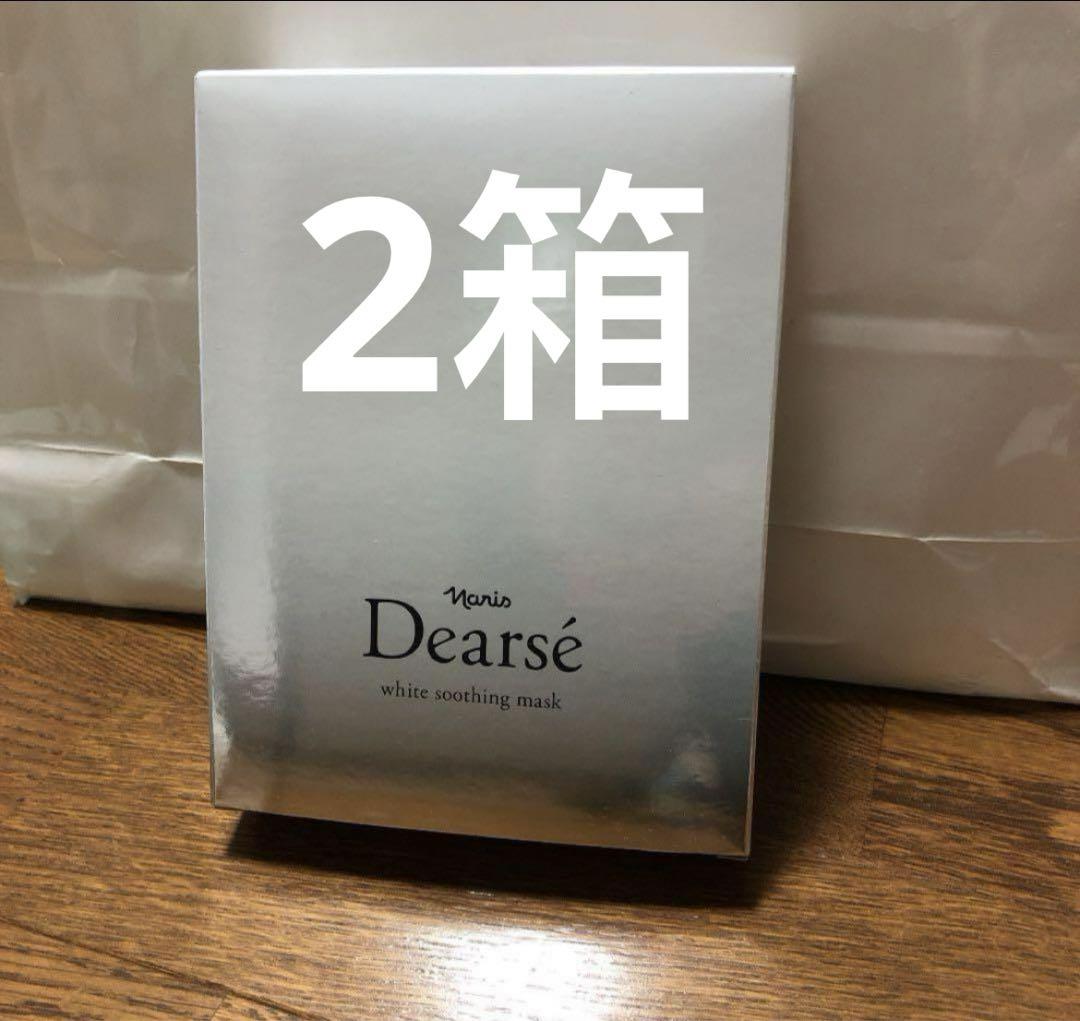 2箱
Naris
Dearsé
white soothing mask